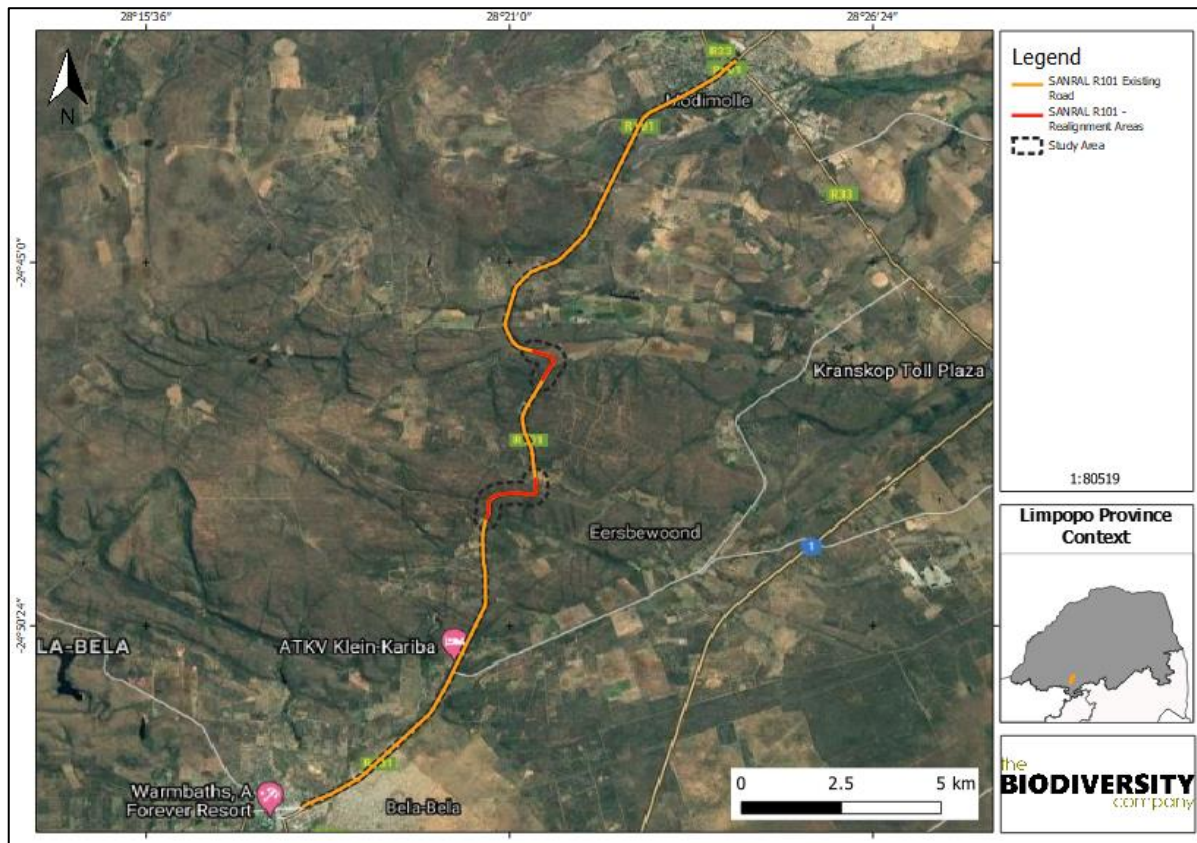 28°15'36"
28°21'0"
28°26'24"
N
R33
Modimolle
R101
R33
-24°45'0"
Kranskop Toll Plaza
Eersbewoond
1
-24°50'24"
LA-BELA
ATKV Klein-Kariba
Warmbaths, A
Forever Resort
Bela-Bela
0 2.5 5 km
Legend
SANRAL R101 Existing
Road
SANRAL R101 -
Realignment Areas
Study Area
1:80519
Limpopo Province
Context
the
BIODIVERSITY
company